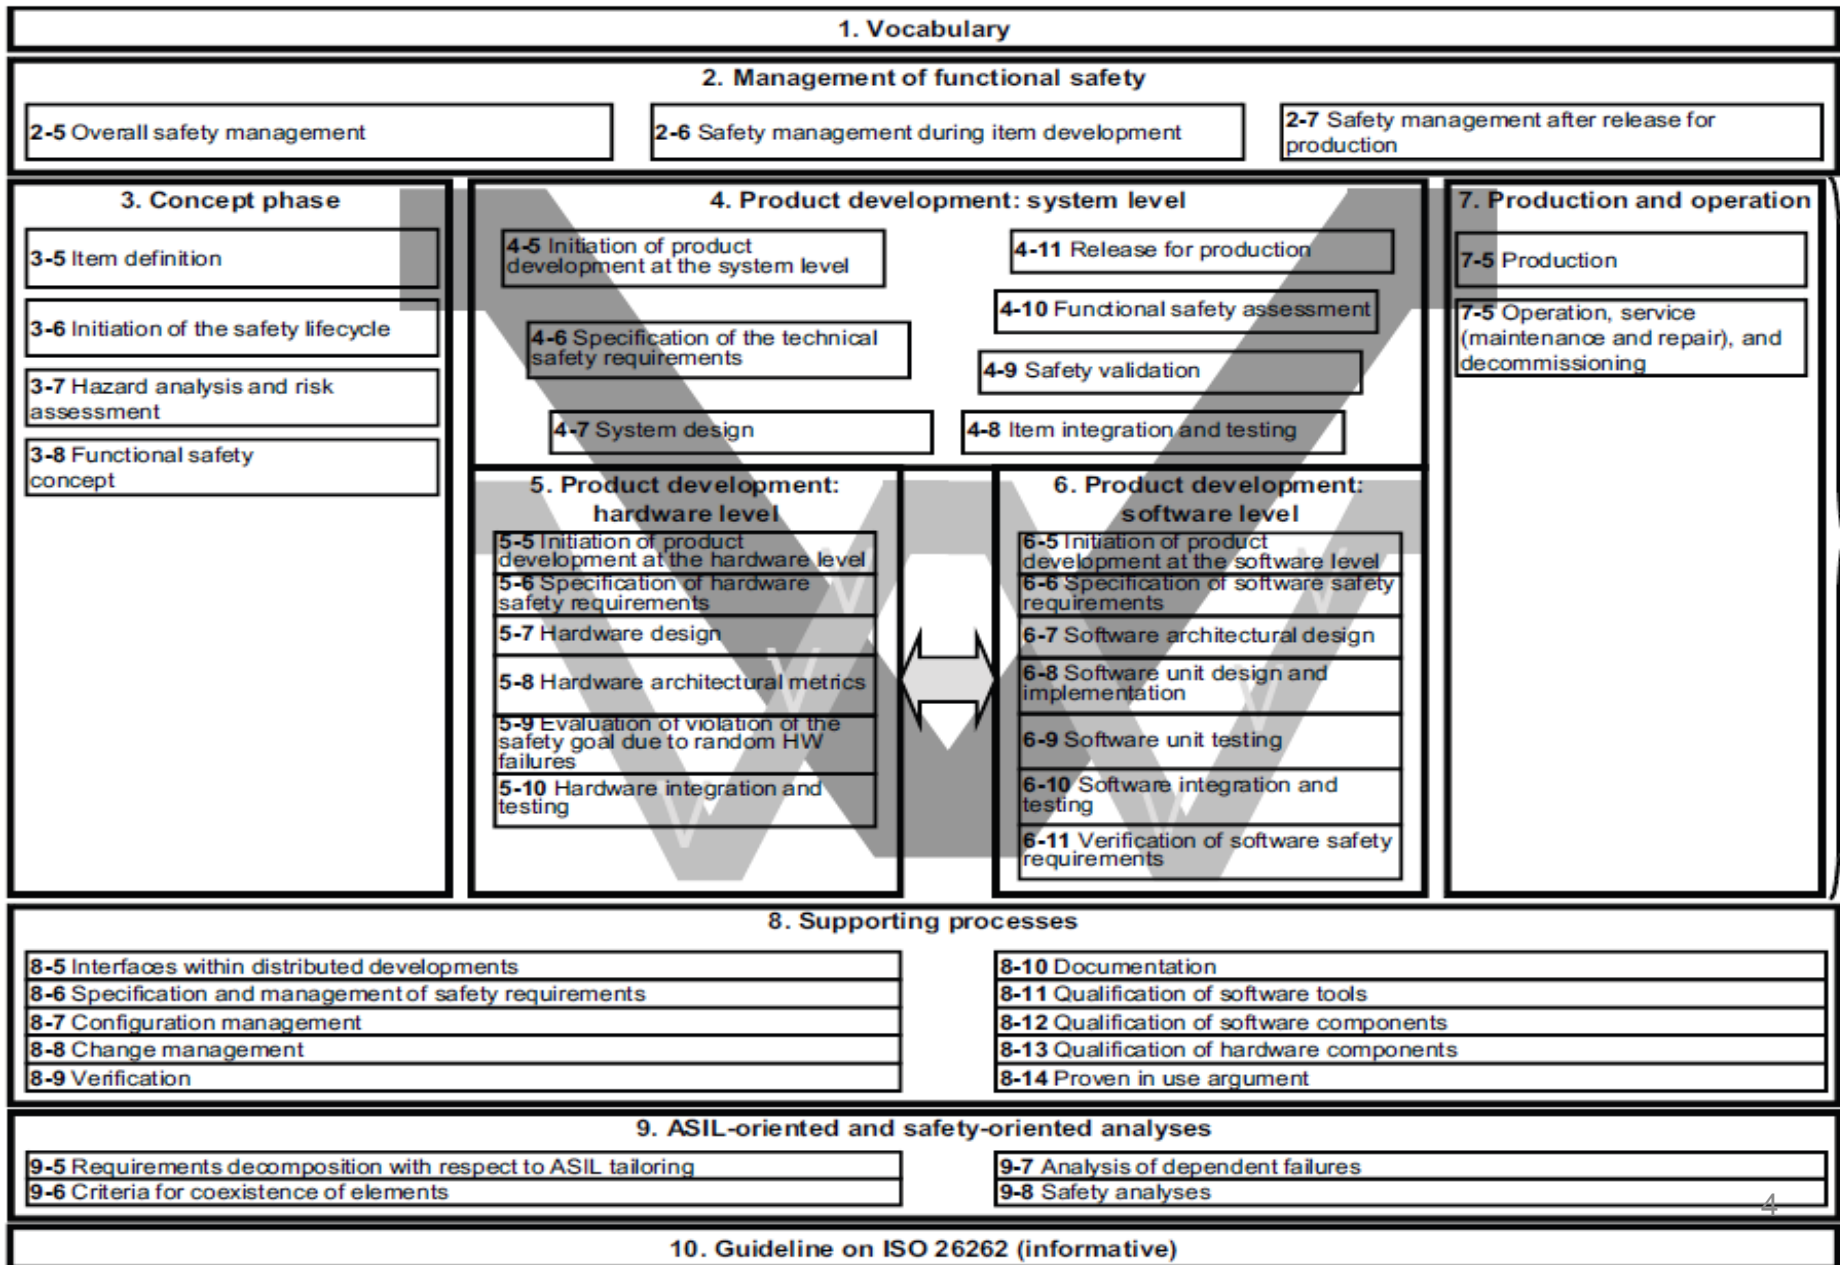 1. Vocabulary
2. Management of functional safety
2-5 Overall safety management
2-6 Safety management during item development
2-7 Safety management after release for
production
3. Concept phase
3-5 Item definition
3-6 Initiation of the safety lifecycle
3-7 Hazard analysis and risk
assessment
3-8 Functional safety
concept
4. Product development: system level
4-5 Initiation of product
development at the system level
4-6 Specification of the technical
safety requirements
4-7 System design
4-11 Release for production
4-10 Functional safety assessment
4-9 Safety validation
4-8 Item integration and testing
7. Production and operation
7-5 Production
7-5 Operation, service
(maintenance and repair), and
decommissioning
5. Product development:
hardware level
5-5 Initiation of product
development at the hardware level
5-6 Specification of hardware
safety requirements
5-7 Hardware design
5-8 Hardware architectural metrics
5-9 Evaluation of violation of the
safety goal due to random HW
failures
5-10 Hardware integration and
testing
6. Product development:
software level
6-5 Initiation of product
development at the software level
6-6 Specification of software safety
requirements
6-7 Software architectural design
6-8 Software unit design and
implementation
6-9 Software unit testing
6-10 Software integration and
testing
6-11 Verification of software safety
requirements
V
V
V
V
V
V
8. Supporting processes
8-5 Interfaces within distributed developments
8-6 Specification and management of safety requirements
8-7 Configuration management
8-8 Change management
8-9 Verification
8-10 Documentation
8-11 Qualification of software tools
8-12 Qualification of software components
8-13 Qualification of hardware components
8-14 Proven in use argument
9. ASIL-oriented and safety-oriented analyses
9-5 Requirements decomposition with respect to ASIL tailoring
9-6 Criteria for coexistence of elements
9-7 Analysis of dependent failures
9-8 Safety analyses
4
10. Guideline on ISO 26262 (informative)